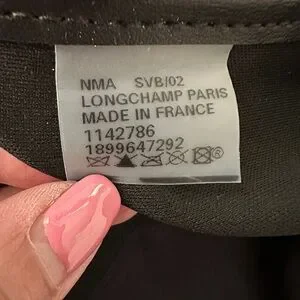 NMA SVB/02
LONGCHAMP PARIS
MADE IN FRANCE
1142786
1899647292